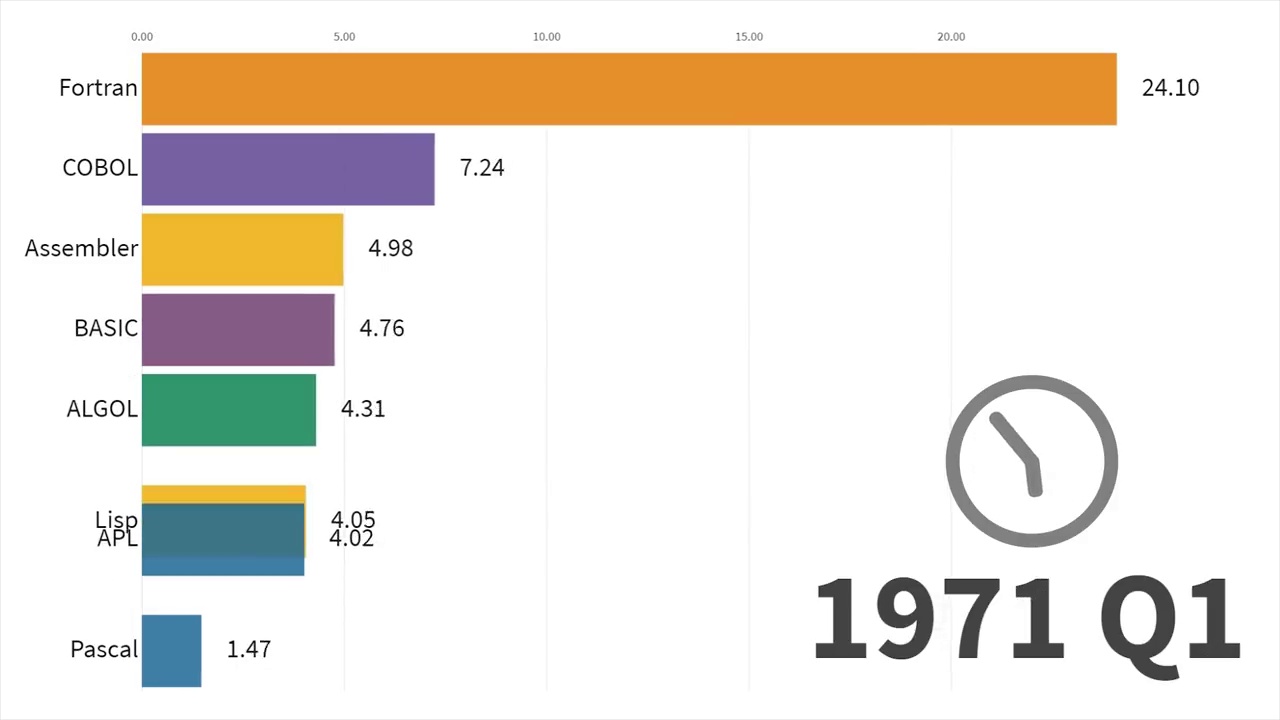 0.00 5.00 10.00 15.00 20.00
Fortran 24.10
COBOL 7.24
Assembler 4.98
BASIC 4.76
ALGOL 4.31
Lisp 4.05
APL 4.02
1971 Q1
Pascal 1.47